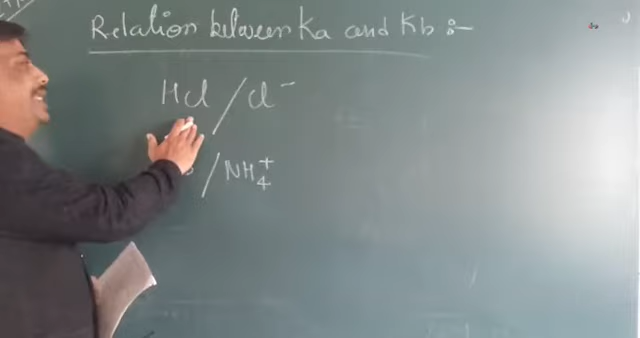 Relation between Ka and Kb :-
HCl / Cl⁻
/ NH₄⁺